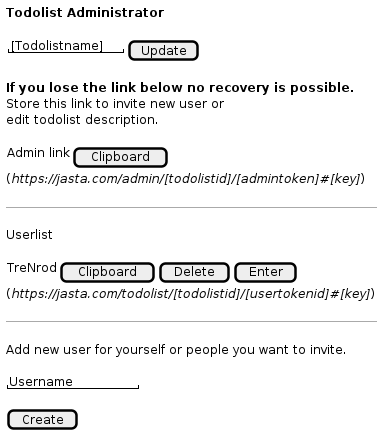 Todolist Administrator
[Todolistname] Update
If you lose the link below no recovery is possible.
Store this link to invite new user or
edit todolist description.
Admin link Clipboard
(https://jasta.com/admin/[todolistid]/[admintoken]#[key])
Userlist
TreNrod Clipboard Delete Enter
(https://jasta.com/todolist/[todolistid]/[usertokenid]#[key])
Add new user for yourself or people you want to invite.
Username
Create